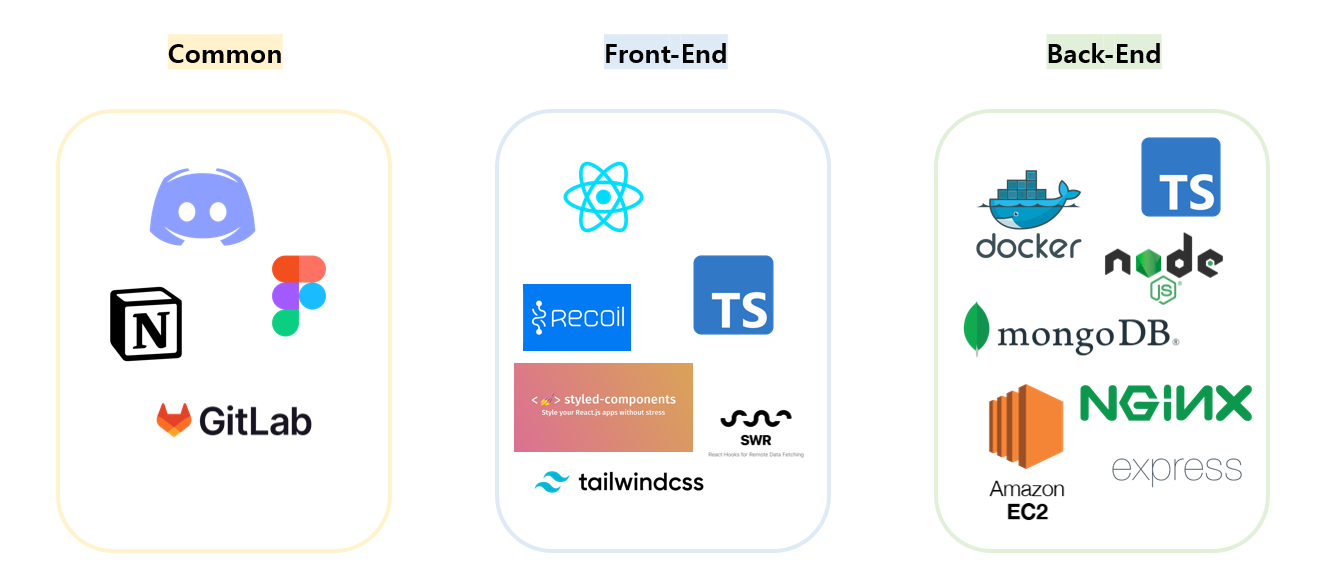 Common
Front-End
Back-End
N
GitLab
RECOIL
TS
< 💅 > styled-components
Style your React.js apps without stress
SWR
React Hooks for Remote Data Fetching
tailwindcss
TS
docker
node
JS®
mongoDB®
NGINX
express
Amazon
EC2